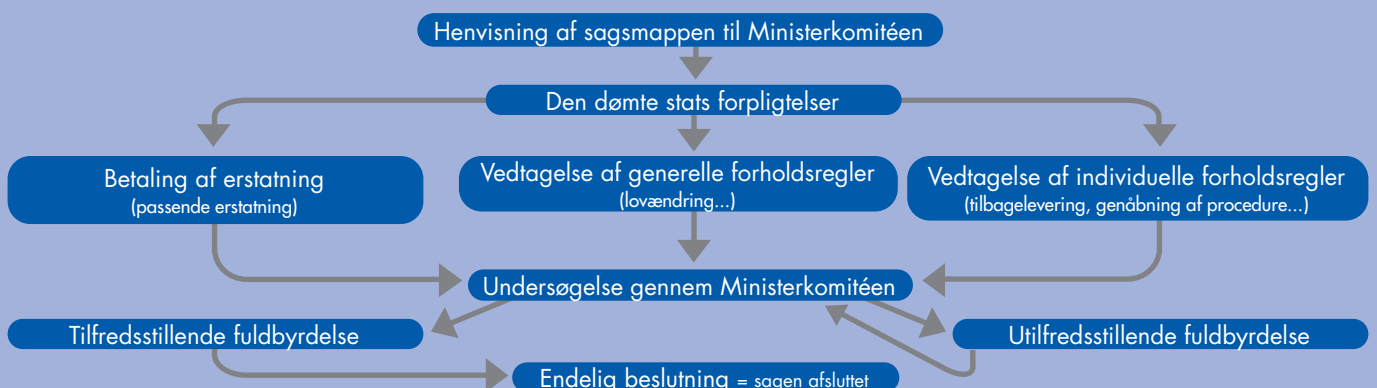 Henvisning af sagsmappen til Ministerkomitéen
Den dømte stats forpligtelser
Betaling af erstatning
(passende erstatning)
Vedtagelse af generelle forholdsregler
(lovændring...)
Vedtagelse af individuelle forholdsregler
(tilbagelevering, genåbning af procedure...)
Undersøgelse gennem Ministerkomitéen
Tilfredsstillende fuldbyrdelse
Utilfredsstillende fuldbyrdelse
Endelig beslutning = sagen afsluttet